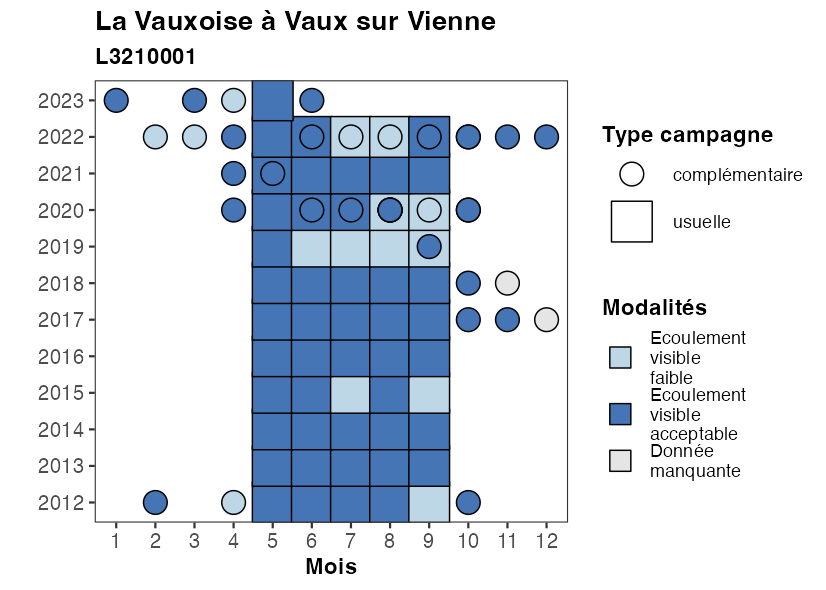 La Vauxoise à Vaux sur Vienne
L3210001
2023
2022
2021
2020
2019
2018
2017
2016
2015
2014
2013
2012
1 2 3 4 5 6 7 8 9 10 11 12
Mois
Type campagne
complémentaire
usuelle
Modalités
Ecoulement
visible
faible
Ecoulement
visible
acceptable
Donnée
manquante